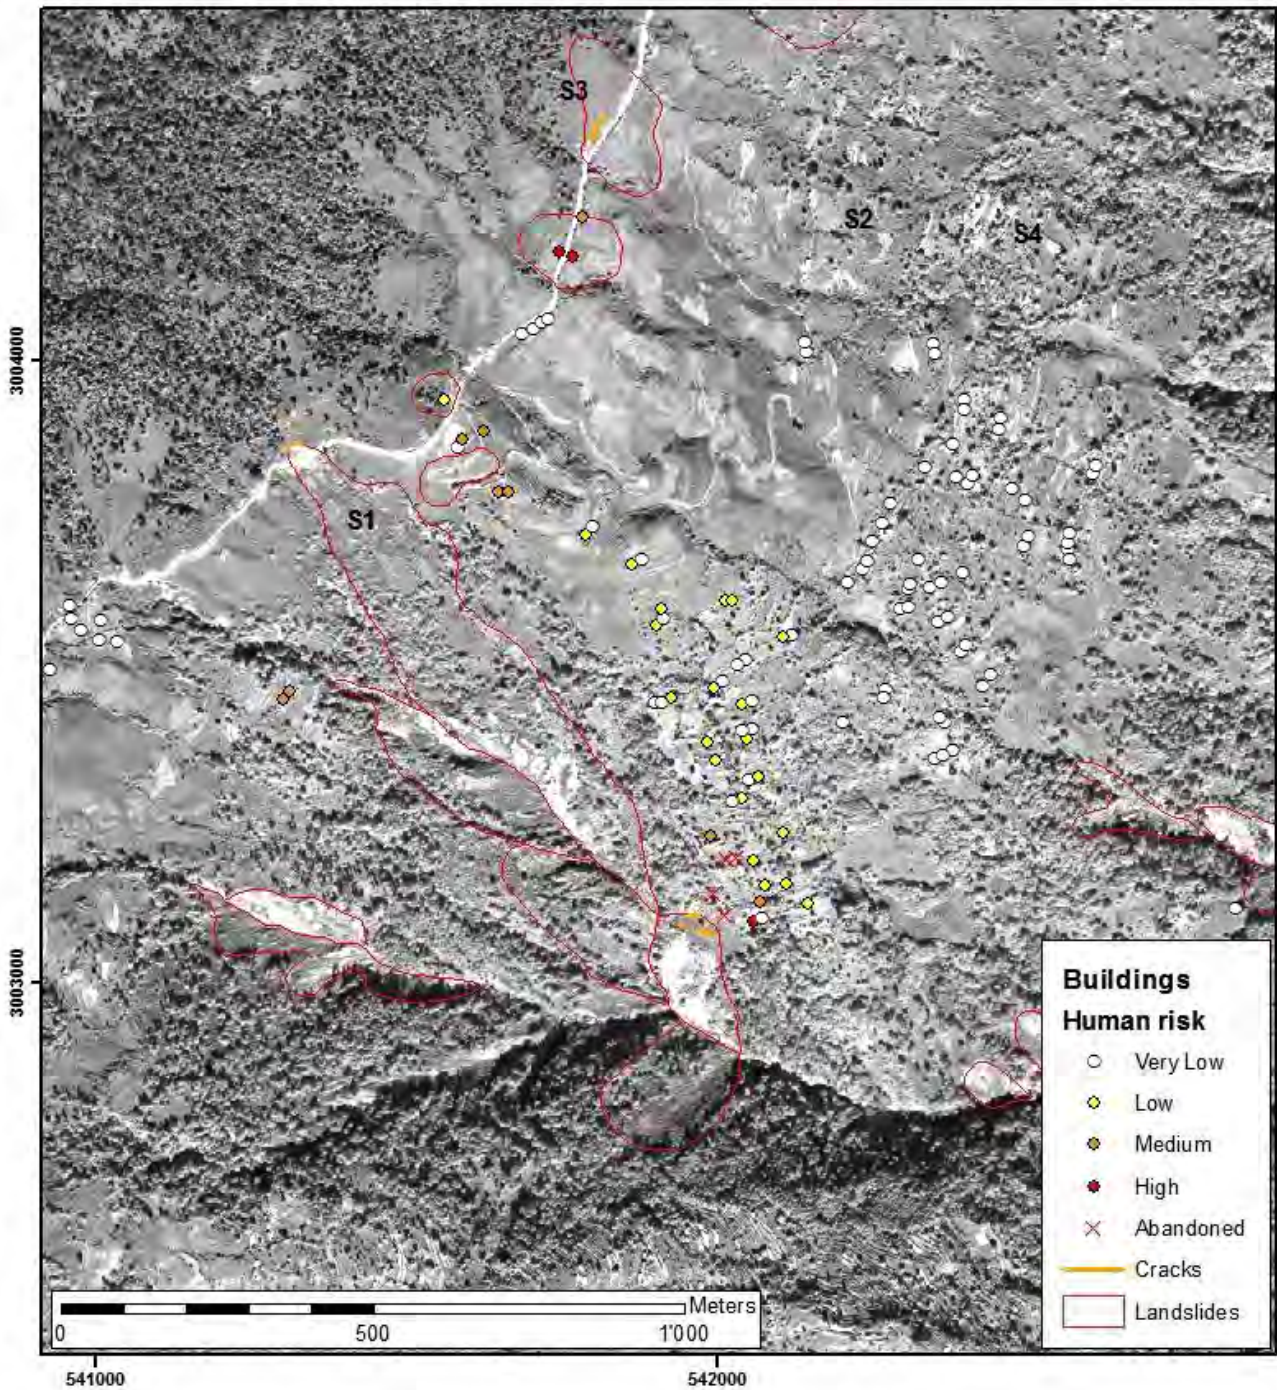 S3
S2
S4
3004000
S1
3003000
Buildings
Human risk
Very Low
Low
Medium
High
Abandoned
Cracks
Landslides
Meters
0 500 1'000
541000 542000